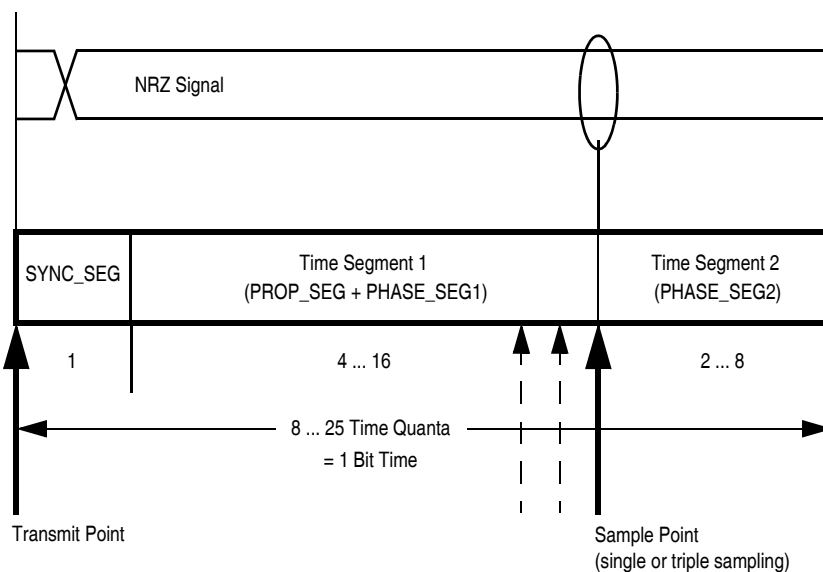 NRZ Signal
SYNC_SEG
Time Segment 1
(PROP_SEG + PHASE_SEG1)
Time Segment 2
(PHASE_SEG2)
1
4 ... 16
2 ... 8
8 ... 25 Time Quanta
= 1 Bit Time
Transmit Point
Sample Point
(single or triple sampling)